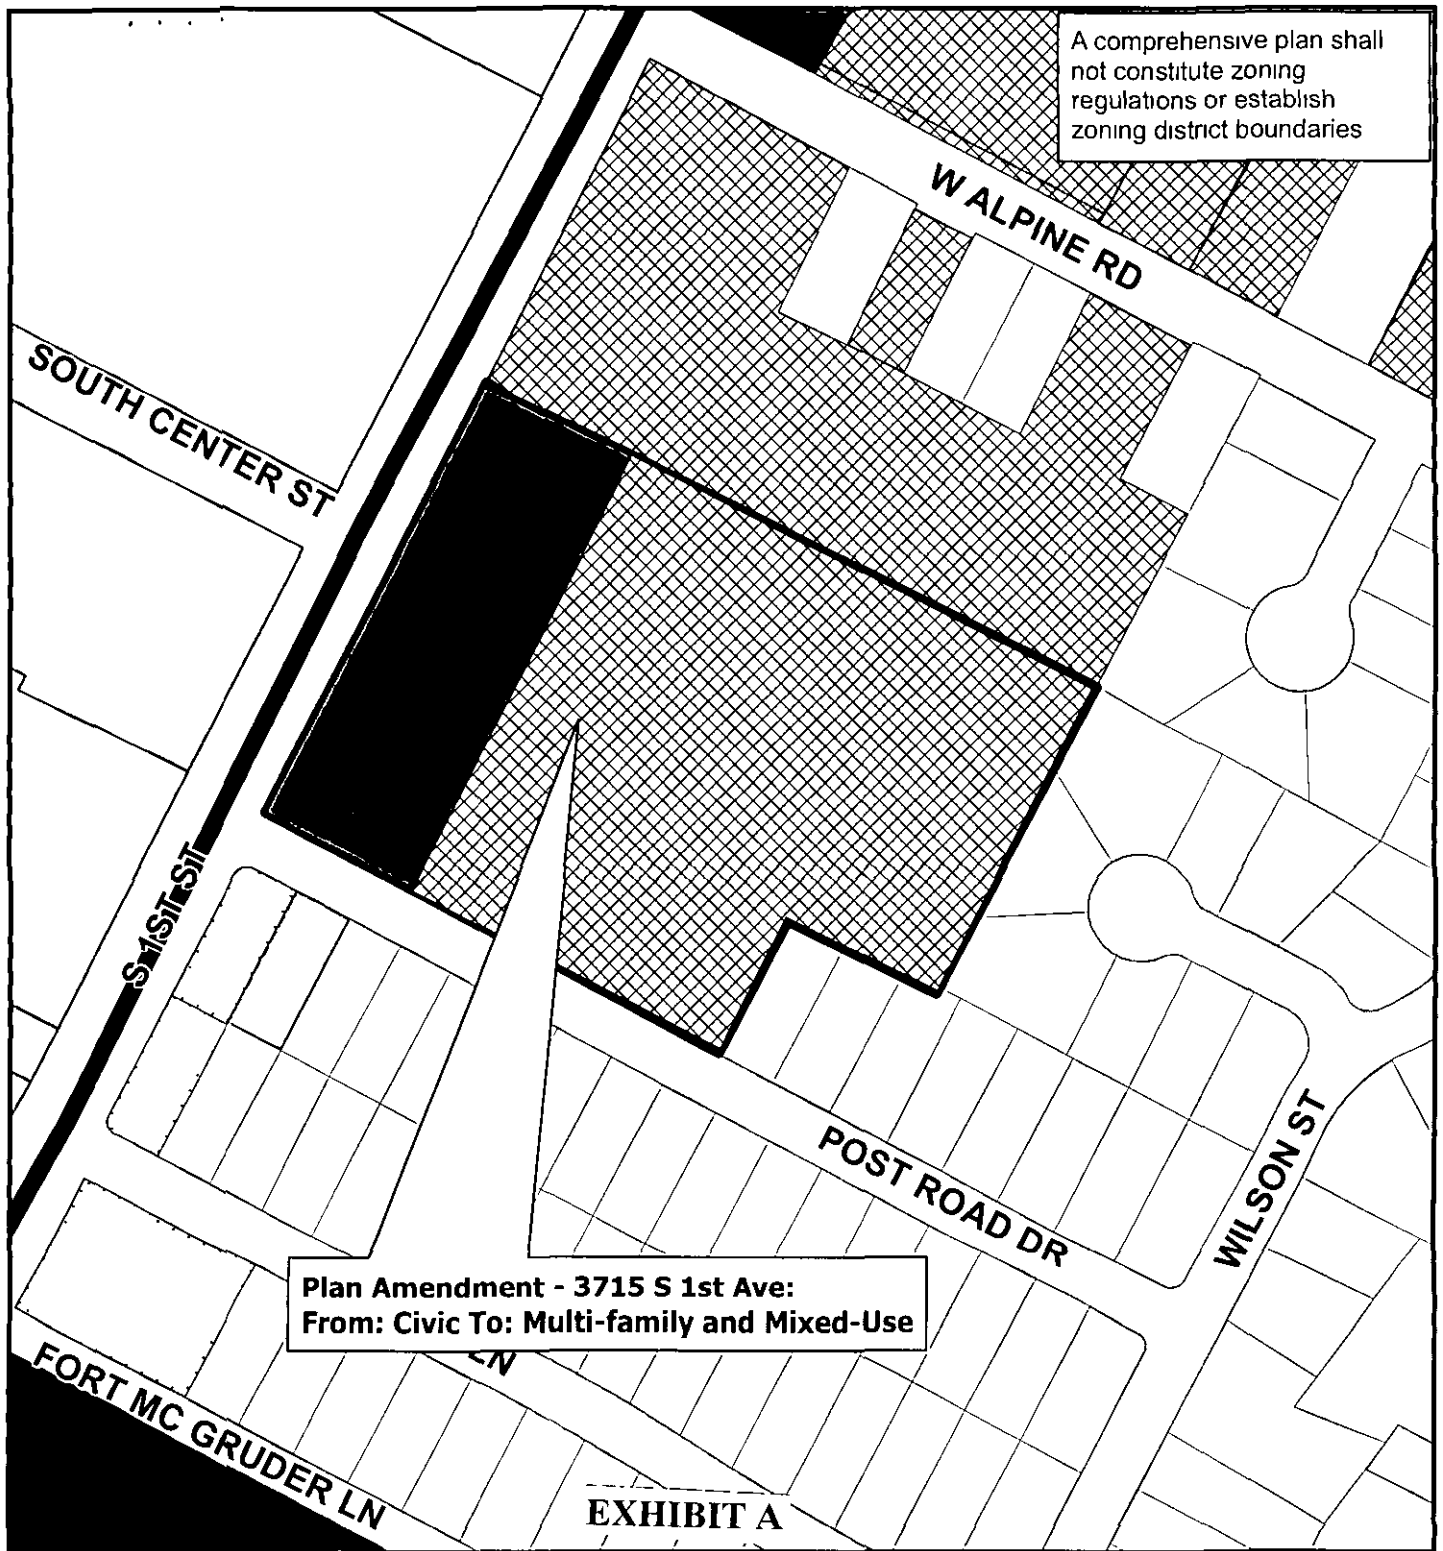 A comprehensive plan shall
not constitute zoning
regulations or establish
zoning district boundaries
W ALPINE RD
SOUTH CENTER ST
S 1ST ST
POST ROAD DR
WILSON ST
Plan Amendment - 3715 S 1st Ave:
From: Civic To: Multi-family and Mixed-Use
LN
FORT MC GRUDER LN
EXHIBIT A